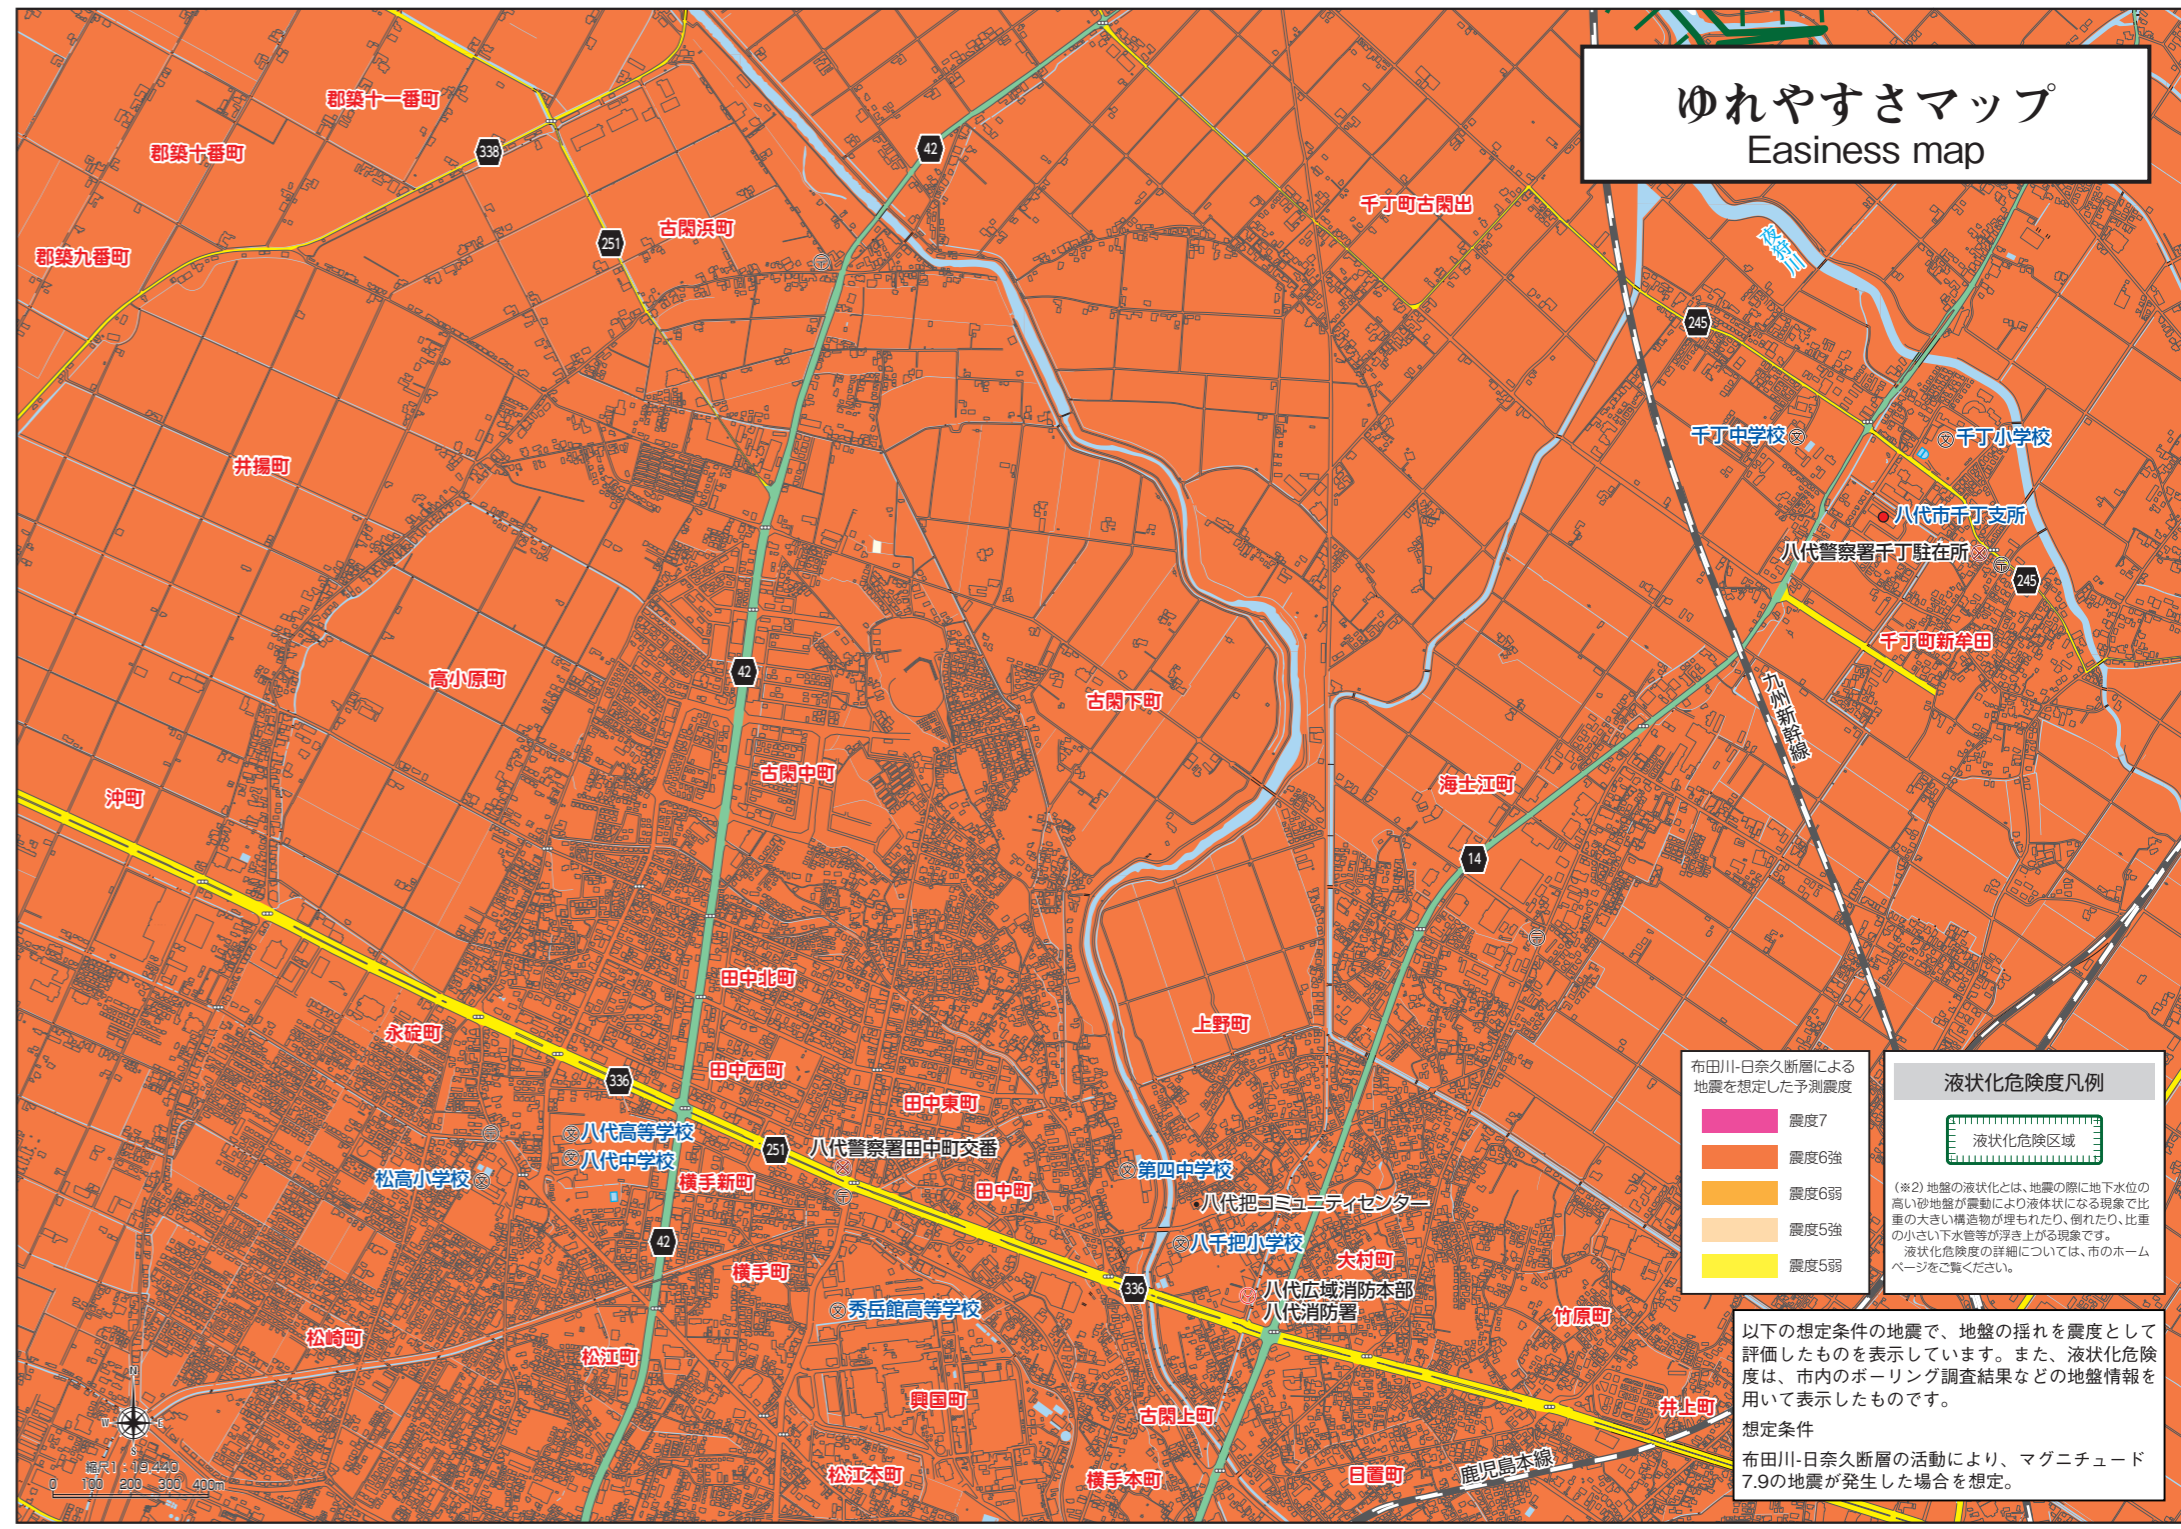 ゆれやすさマップ
Easiness map
郡築十一番町
郡築十番町
338
42
古閑浜町
千丁町古閑出
251
郡築九番町
夜狩川
245
千丁中学校
千丁小学校
井揚町
八代市千丁支所
八代警察署千丁駐在所
245
千丁町新牟田
高小原町
42
古閑下町
九州新幹線
古閑中町
海士江町
沖町
14
田中北町
上野町
永碇町
田中西町
336
田中東町
八代高等学校
251
八代警察署田中町交番
八代中学校
松高小学校
横手新町
田中町
第四中学校
八代把コミュニティセンター
42
八千把小学校
横手町
大村町
336
八代広域消防本部
八代消防署
秀岳館高等学校
竹原町
松崎町
松江町
興国町
古閑上町
井上町
鹿児島本線
松江本町
横手本町
日置町
N
W
E
S
縮尺1:19,440
0 100 200 300 400m
布田川-日奈久断層による
地震を想定した予測震度
震度7
震度6強
震度6弱
震度5強
震度5弱
液状化危険度凡例
液状化危険区域
(※2) 地盤の液状化とは、地震の際に地下水位の
高い砂地盤が震動により液体状になる現象で比
重の大きい構造物が埋もれたり、倒れたり、比重
の小さい下水管等が浮き上がる現象です。
液状化危険度の詳細については、市のホーム
ページをご覧ください。
以下の想定条件の地震で、地盤の揺れを震度として
評価したものを表示しています。また、液状化危険
度は、市内のボーリング調査結果などの地盤情報を
用いて表示したものです。
想定条件
布田川-日奈久断層の活動により、マグニチュード
7.9の地震が発生した場合を想定。